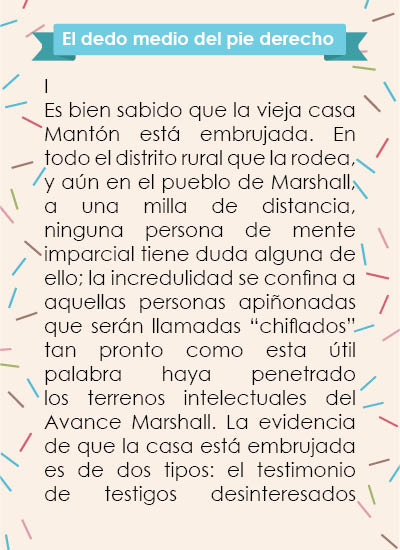 El dedo medio del pie derecho
I
Es bien sabido que la vieja casa
Mantón está embrujada. En
todo el distrito rural que la rodea,
y aún en el pueblo de Marshall,
a una milla de distancia,
ninguna persona de mente
imparcial tiene duda alguna de
ello; la incredulidad se confina a
aquellas personas apiñonadas
que serán llamadas “chiflados”
tan pronto como esta útil
palabra haya penetrado
los terrenos intelectuales del
Avance Marshall. La evidencia
de que la casa está embrujada
es de dos tipos: el testimonio
de testigos desinteresados